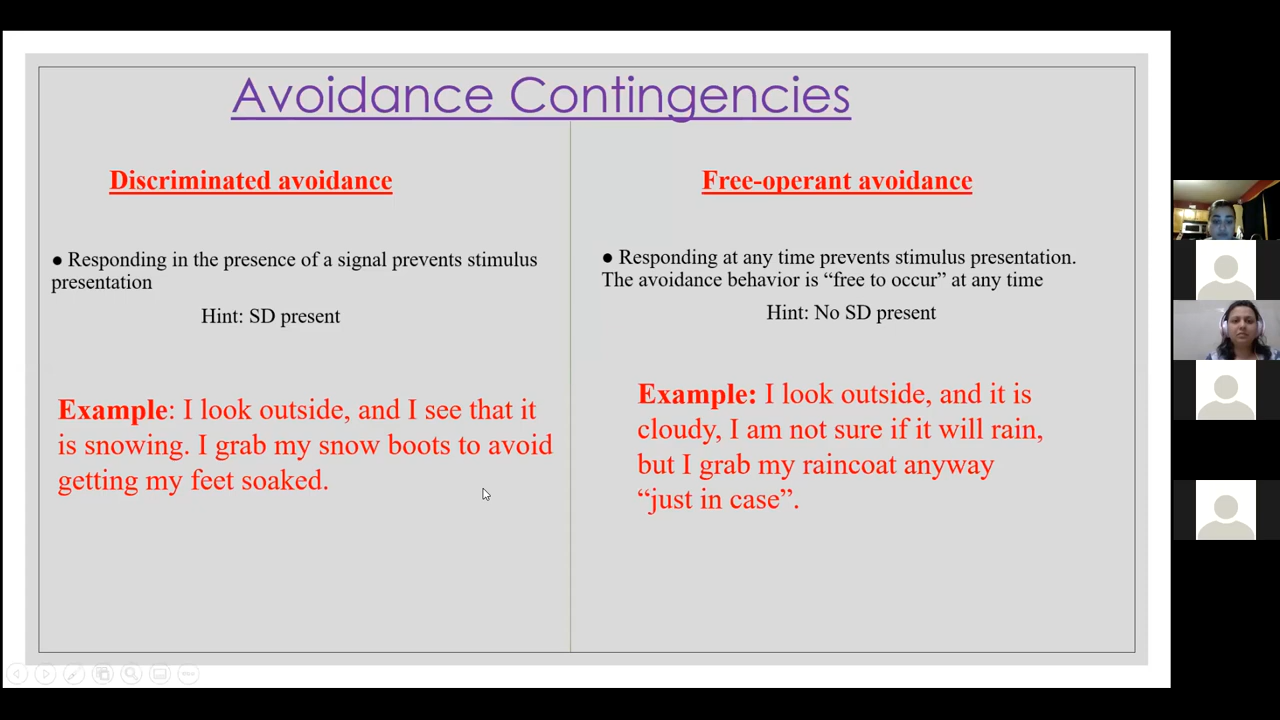 Avoidance Contingencies
Discriminated avoidance
● Responding in the presence of a signal prevents stimulus
presentation
Hint: SD present
Example: I look outside, and I see that it
is snowing. I grab my snow boots to avoid
getting my feet soaked.
Free-operant avoidance
● Responding at any time prevents stimulus presentation.
The avoidance behavior is “free to occur” at any time
Hint: No SD present
Example: I look outside, and it is
cloudy, I am not sure if it will rain,
but I grab my raincoat anyway
“just in case”.